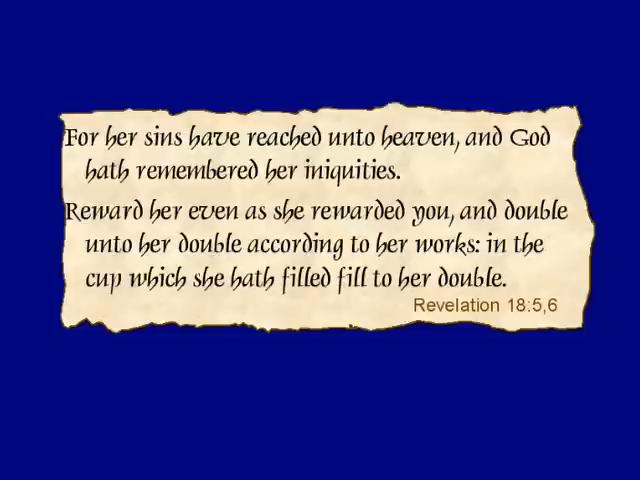 For her sins have reached unto heaven, and God
hath remembered her iniquities.
Reward her even as she rewarded you, and double
unto her double according to her works: in the
cup which she hath filled fill to her double.
Revelation 18:5,6